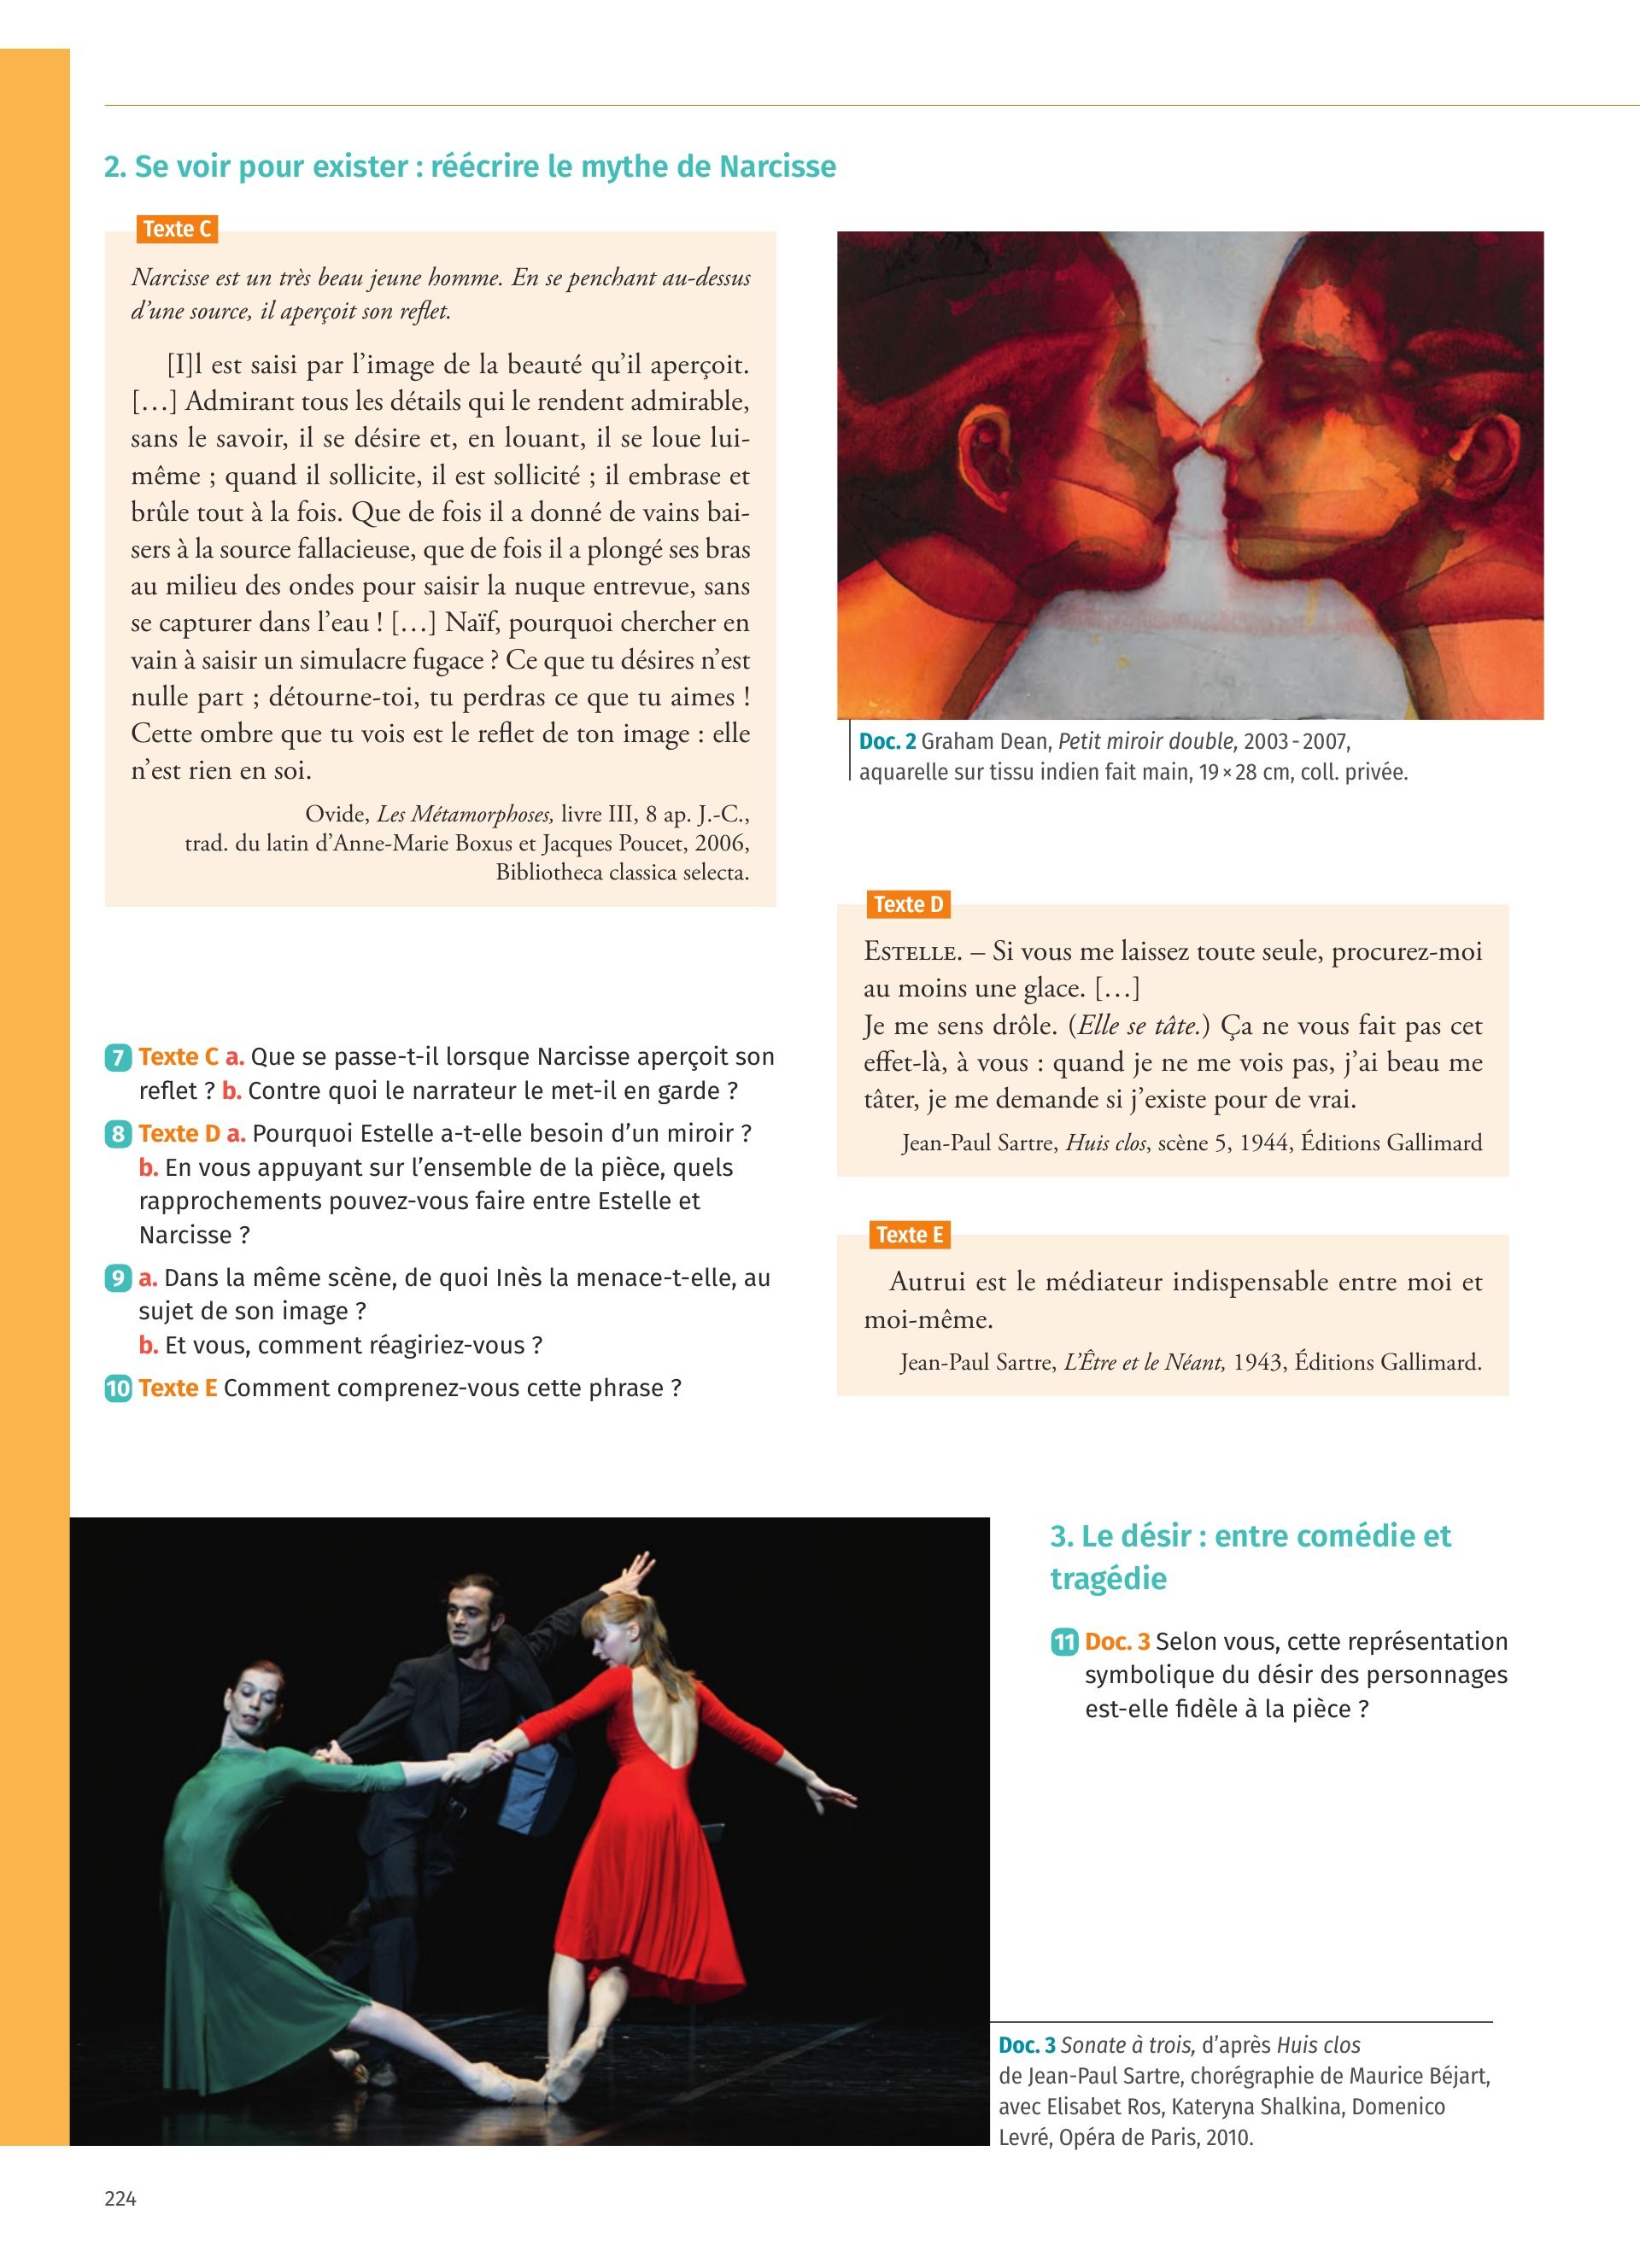 2. Se voir pour exister : réécrire le mythe de Narcisse
Texte C
Narcisse est un très beau jeune homme. En se penchant au-dessus
d’une source, il aperçoit son reflet.
[I]l est saisi par l’image de la beauté qu’il aperçoit.
[…] Admirant tous les détails qui le rendent admirable,
sans le savoir, il se désire et, en louant, il se loue lui-
même ; quand il sollicite, il est sollicité ; il embrase et
brûle tout à la fois. Que de fois il a donné de vains bai-
sers à la source fallacieuse, que de fois il a plongé ses bras
au milieu des ondes pour saisir la nuque entrevue, sans
se capturer dans l’eau ! […] Naïf, pourquoi chercher en
vain à saisir un simulacre fugace ? Ce que tu désires n’est
nulle part ; détourne-toi, tu perdras ce que tu aimes !
Cette ombre que tu vois est le reflet de ton image : elle
n’est rien en soi.
Ovide, Les Métamorphoses, livre III, 8 ap. J.-C.,
trad. du latin d’Anne-Marie Boxus et Jacques Poucet, 2006,
Bibliotheca classica selecta.
Doc. 2 Graham Dean, Petit miroir double, 2003-2007,
aquarelle sur tissu indien fait main, 19 × 28 cm, coll. privée.
Texte D
ESTELLE. – Si vous me laissez toute seule, procurez-moi
au moins une glace. […]
Je me sens drôle. (Elle se tâte.) Ça ne vous fait pas cet
effet-là, à vous : quand je ne me vois pas, j’ai beau me
tâter, je me demande si j’existe pour de vrai.
Jean-Paul Sartre, Huis clos, scène 5, 1944, Éditions Gallimard
Texte E
Autrui est le médiateur indispensable entre moi et
moi-même.
Jean-Paul Sartre, L’Être et le Néant, 1943, Éditions Gallimard.
7 Texte C a. Que se passe-t-il lorsque Narcisse aperçoit son
reflet ? b. Contre quoi le narrateur le met-il en garde ?
8 Texte D a. Pourquoi Estelle a-t-elle besoin d’un miroir ?
b. En vous appuyant sur l’ensemble de la pièce, quels
rapprochements pouvez-vous faire entre Estelle et
Narcisse ?
9 a. Dans la même scène, de quoi Inès la menace-t-elle, au
sujet de son image ?
b. Et vous, comment réagiriez-vous ?
10 Texte E Comment comprenez-vous cette phrase ?
3. Le désir : entre comédie et
tragédie
11 Doc. 3 Selon vous, cette représentation
symbolique du désir des personnages
est-elle fidèle à la pièce ?
Doc. 3 Sonate à trois, d’après Huis clos
de Jean-Paul Sartre, chorégraphie de Maurice Béjart,
avec Elisabet Ros, Kateryna Shalkina, Domenico
Levré, Opéra de Paris, 2010.
224